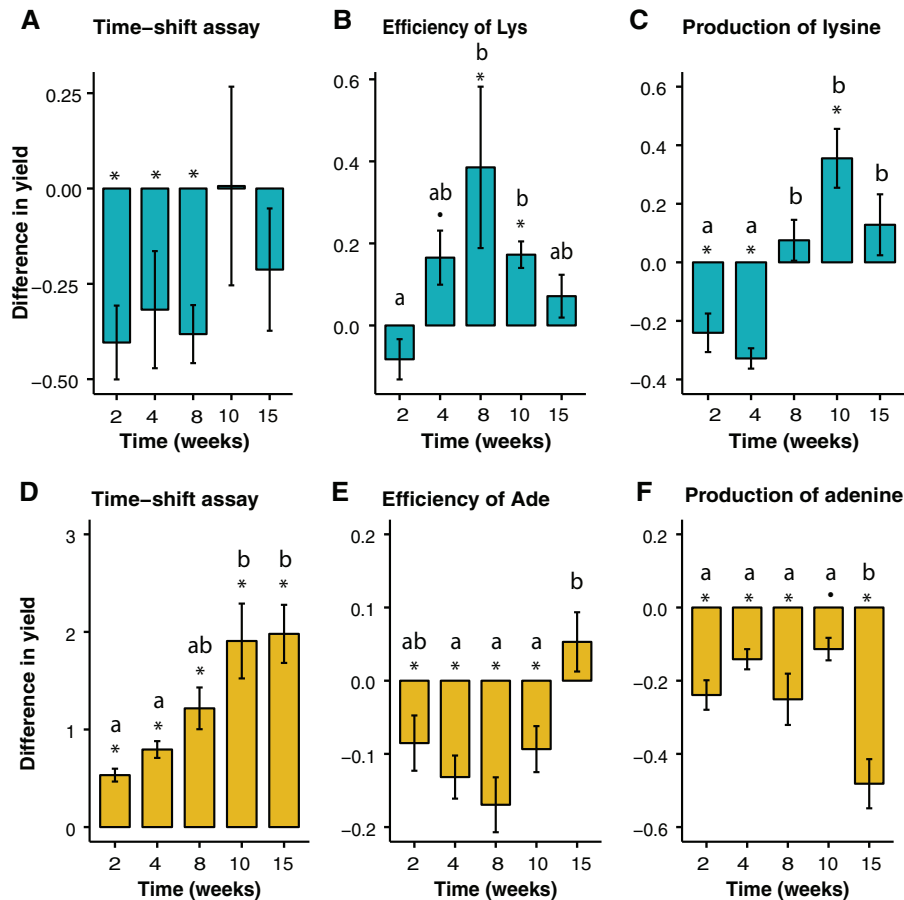 A Time−shift assay
Difference in yield
0.25
0.00
−0.25
−0.50
* * *
2 4 8 10 15
Time (weeks)
B Efficiency of Lys
0.6
0.4
0.2
0.0
a
ab
•
b
*
b
*
ab
2 4 8 10 15
Time (weeks)
C Production of lysine
0.6
0.4
0.2
0.0
−0.2
−0.4
a
*
a
*
b
b
*
b
2 4 8 10 15
Time (weeks)
D Time−shift assay
Difference in yield
3
2
1
0
a
*
a
*
ab
*
b
*
b
*
2 4 8 10 15
Time (weeks)
E Efficiency of Ade
0.2
0.1
0.0
−0.1
−0.2
ab
*
a
*
a
*
a
*
b
2 4 8 10 15
Time (weeks)
F Production of adenine
0.2
0.0
−0.2
−0.4
−0.6
a
*
a
*
a
*
a
•
b
*
2 4 8 10 15
Time (weeks)